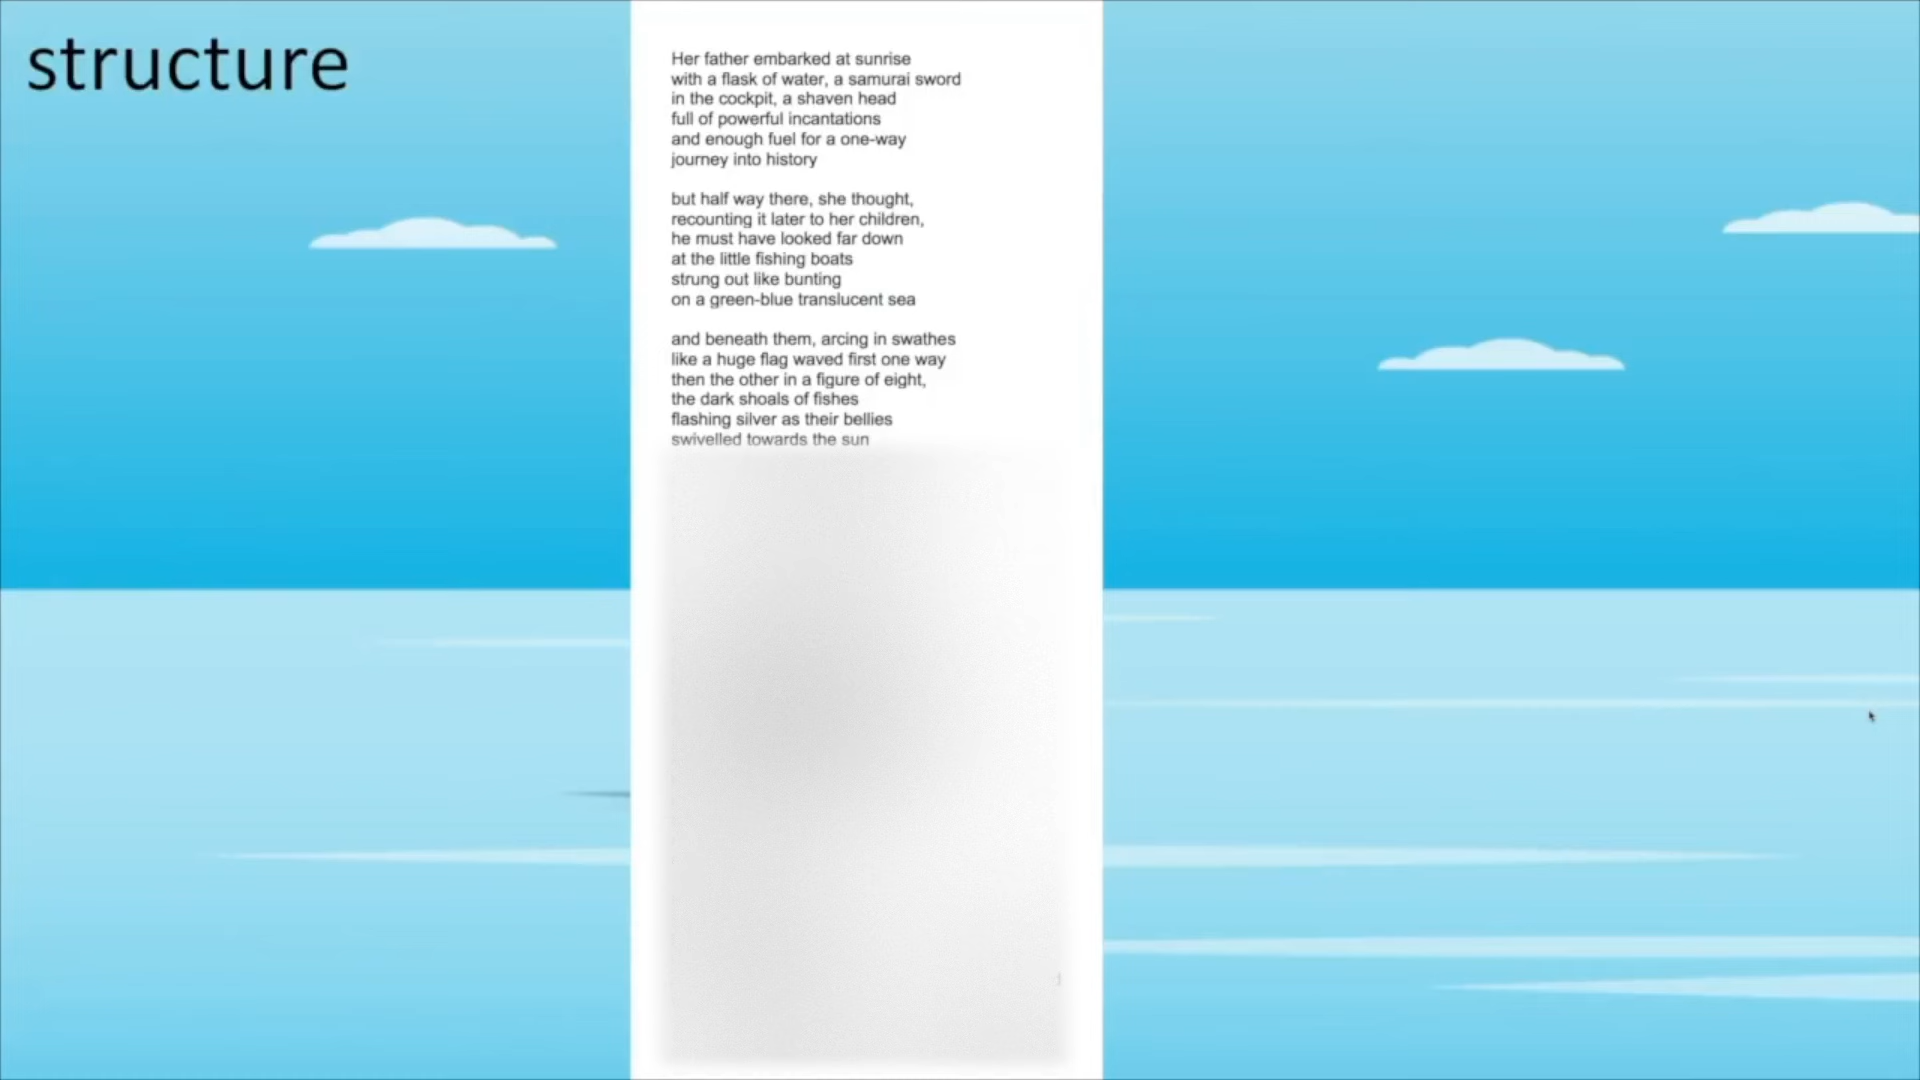 structure
Her father embarked at sunrise
with a flask of water, a samurai sword
in the cockpit, a shaven head
full of powerful incantations
and enough fuel for a one-way
journey into history
but half way there, she thought,
recounting it later to her children,
he must have looked far down
at the little fishing boats
strung out like bunting
on a green-blue translucent sea
and beneath them, arcing in swathes
like a huge flag waved first one way
then the other in a figure of eight,
the dark shoals of fishes
flashing silver as their bellies
swivelled towards the sun